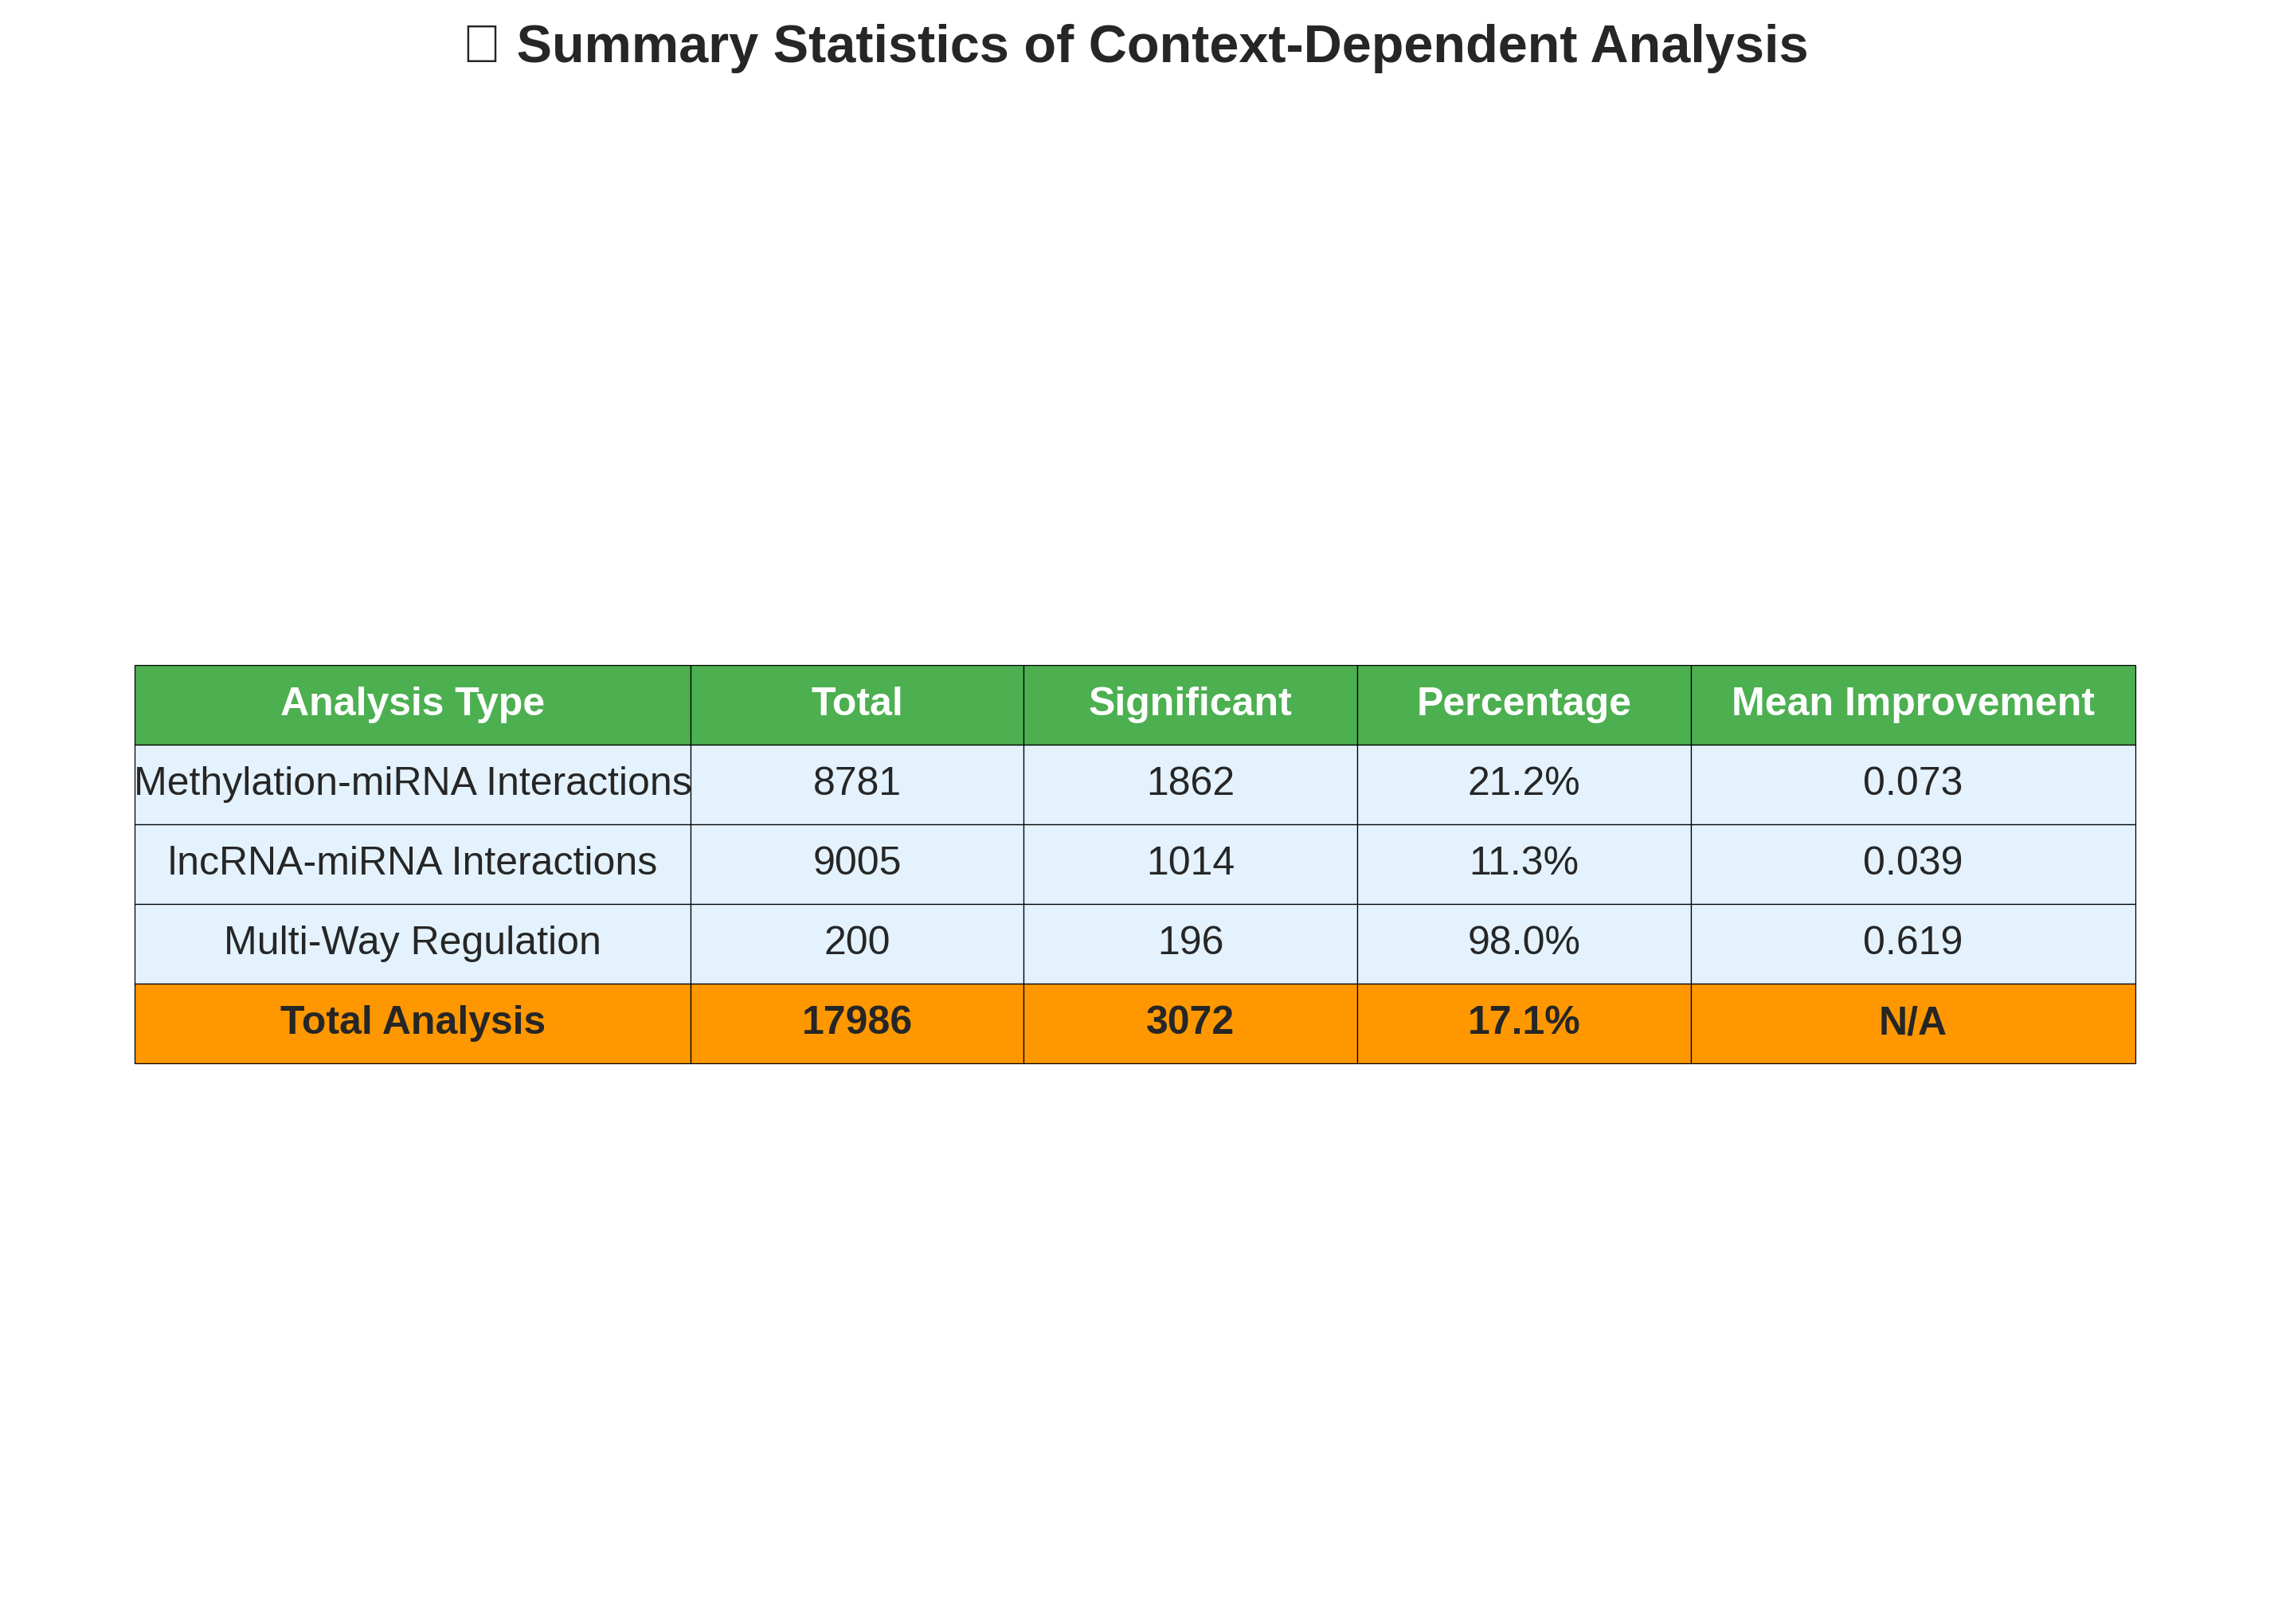 Summary Statistics of Context-Dependent Analysis
Analysis Type Total Significant Percentage Mean Improvement
Methylation-miRNA Interactions 8781 1862 21.2% 0.073
lncRNA-miRNA Interactions 9005 1014 11.3% 0.039
Multi-Way Regulation 200 196 98.0% 0.619
Total Analysis 17986 3072 17.1% N/A